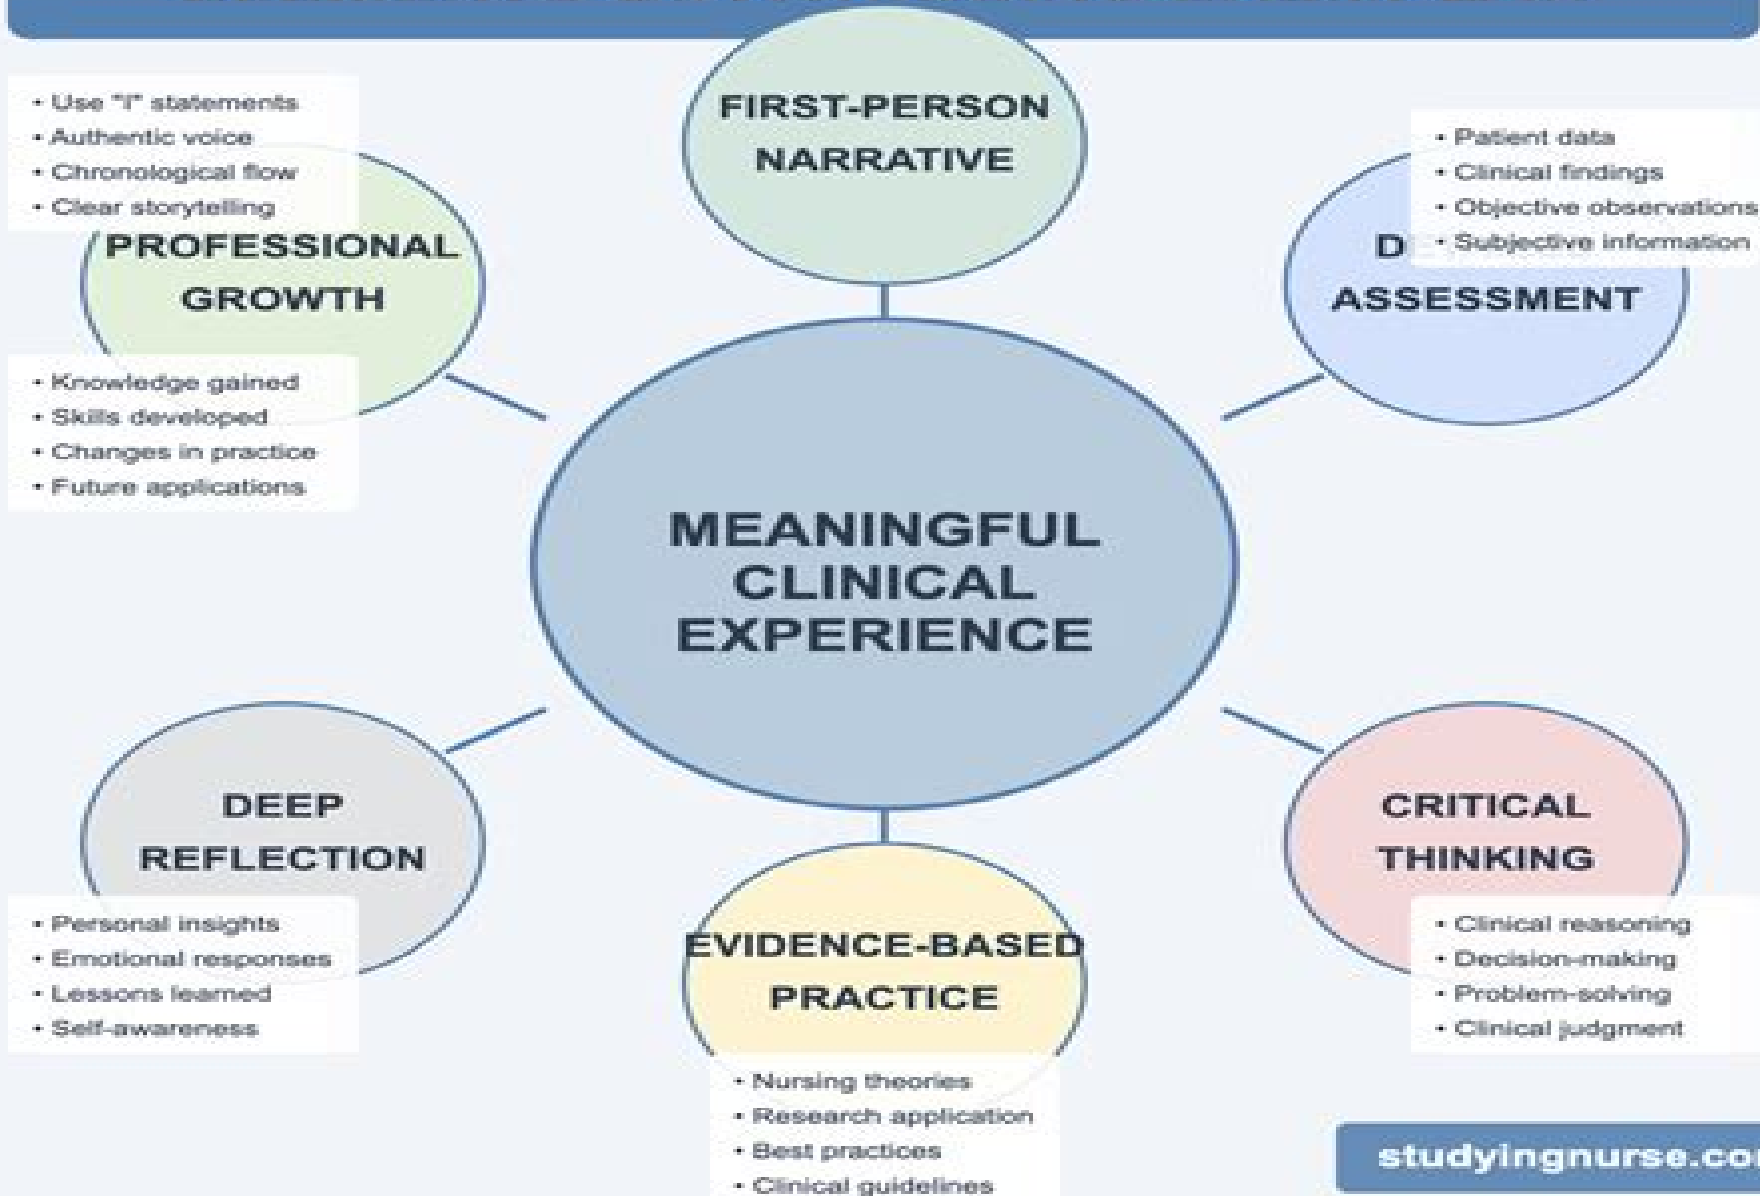 FIRST-PERSON
NARRATIVE
• Use "I" statements
• Authentic voice
• Chronological flow
• Clear storytelling
PROFESSIONAL
GROWTH
• Knowledge gained
• Skills developed
• Changes in practice
• Future applications
• Patient data
• Clinical findings
• Objective observations
• Subjective information
D
ASSESSMENT
MEANINGFUL
CLINICAL
EXPERIENCE
DEEP
REFLECTION
• Personal insights
• Emotional responses
• Lessons learned
• Self-awareness
CRITICAL
THINKING
• Clinical reasoning
• Decision-making
• Problem-solving
• Clinical judgment
EVIDENCE-BASED
PRACTICE
• Nursing theories
• Research application
• Best practices
• Clinical guidelines
studyingnurse.co